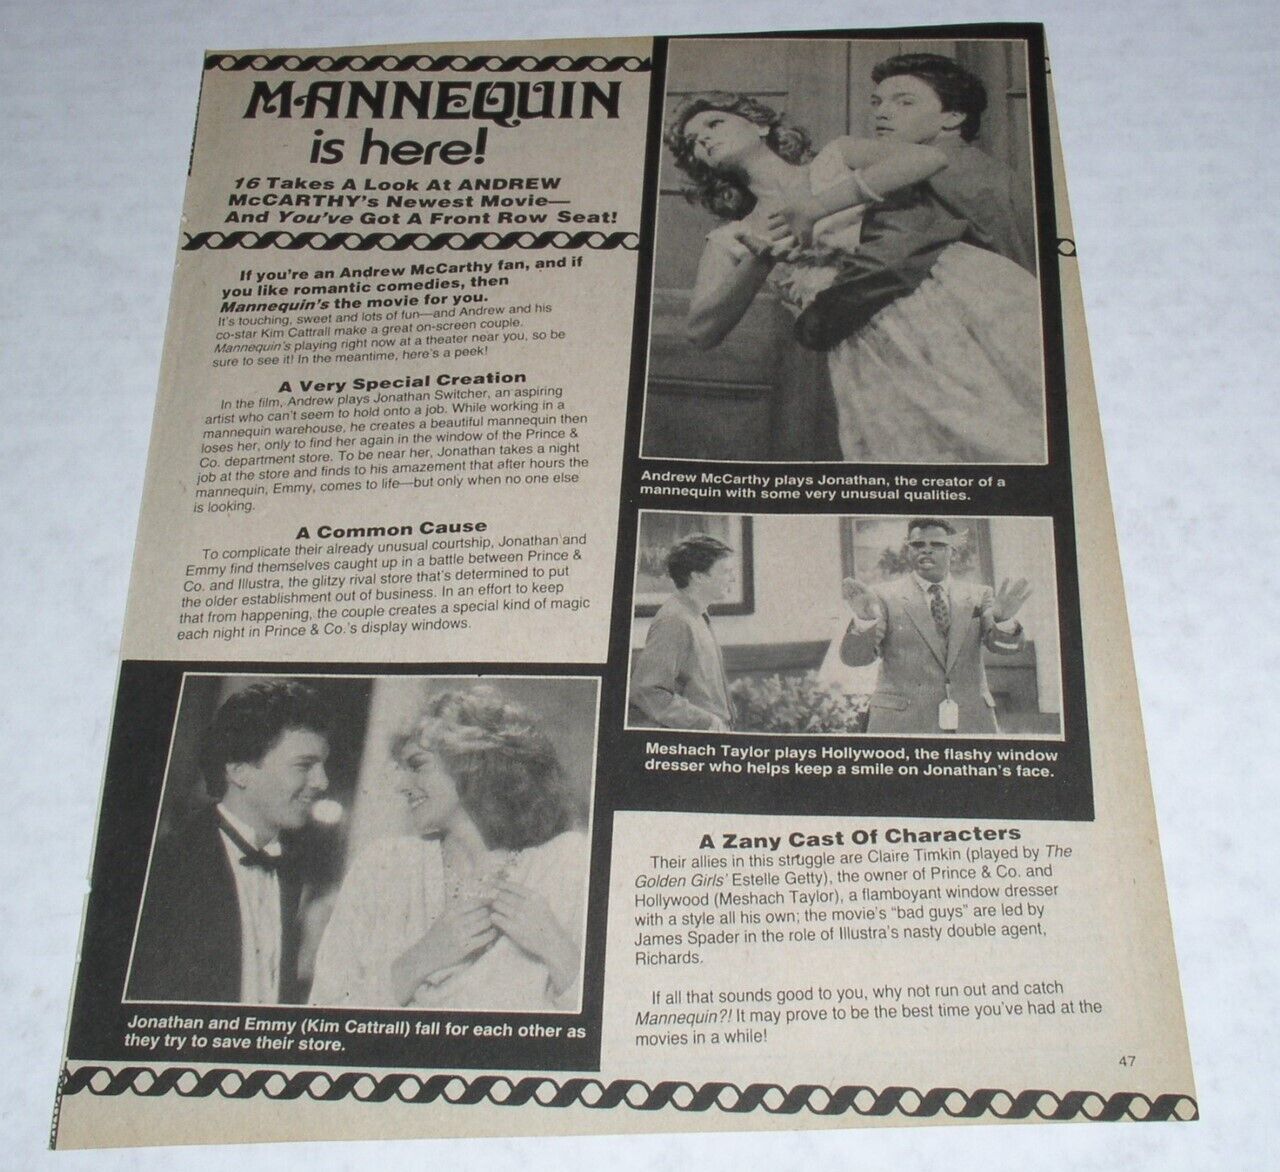 MANNEQUIN
is here!
16 Takes A Look At ANDREW
McCARTHY's Newest Movie—
And You've Got A Front Row Seat!
If you're an Andrew McCarthy fan, and if
you like romantic comedies, then
Mannequin's the movie for you.
It's touching, sweet and lots of fun—and Andrew and his
co-star Kim Cattrall make a great on-screen couple.
Mannequin's playing right now at a theater near you, so be
sure to see it! In the meantime, here's a peek!
A Very Special Creation
In the film, Andrew plays Jonathan Switcher, an aspiring
artist who can't seem to hold onto a job. While working in a
mannequin warehouse, he creates a beautiful mannequin then
loses her, only to find her again in the window of the Prince &
Co. department store. To be near her, Jonathan takes a night
job at the store and finds to his amazement that after hours the
mannequin, Emmy, comes to life—but only when no one else
is looking.
A Common Cause
To complicate their already unusual courtship, Jonathan and
Emmy find themselves caught up in a battle between Prince &
Co. and Illustra, the glitzy rival store that's determined to put
the older establishment out of business. In an effort to keep
that from happening, the couple creates a special kind of magic
each night in Prince & Co.'s display windows.
Jonathan and Emmy (Kim Cattrall) fall for each other as
they try to save their store.
Andrew McCarthy plays Jonathan, the creator of a
mannequin with some very unusual qualities.
Meshach Taylor plays Hollywood, the flashy window
dresser who helps keep a smile on Jonathan's face.
A Zany Cast Of Characters
Their allies in this struggle are Claire Timkin (played by The
Golden Girls' Estelle Getty), the owner of Prince & Co. and
Hollywood (Meshach Taylor), a flamboyant window dresser
with a style all his own; the movie's "bad guys" are led by
James Spader in the role of Illustra's nasty double agent,
Richards.
If all that sounds good to you, why not run out and catch
Mannequin?! It may prove to be the best time you've had at the
movies in a while!
47